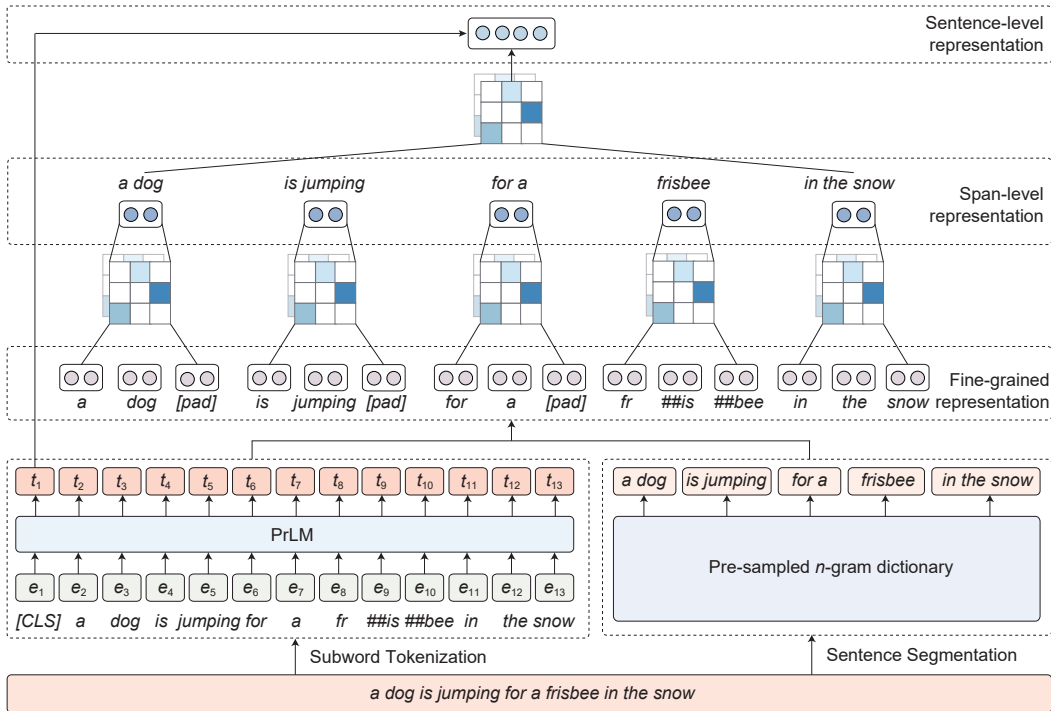 Sentence-level
representation
a dog is jumping for a frisbee in the snow
Span-level
representation
a dog [pad] is jumping [pad] for a [pad] fr ##is ##bee in the snow
Fine-grained
representation
t1 t2 t3 t4 t5 t6 t7 t8 t9 t10 t11 t12 t13
a dog is jumping for a frisbee in the snow
PrLM
Pre-sampled n-gram dictionary
e1 e2 e3 e4 e5 e6 e7 e8 e9 e10 e11 e12 e13
[CLS] a dog is jumping for a fr ##is ##bee in the snow
Subword Tokenization
Sentence Segmentation
a dog is jumping for a frisbee in the snow